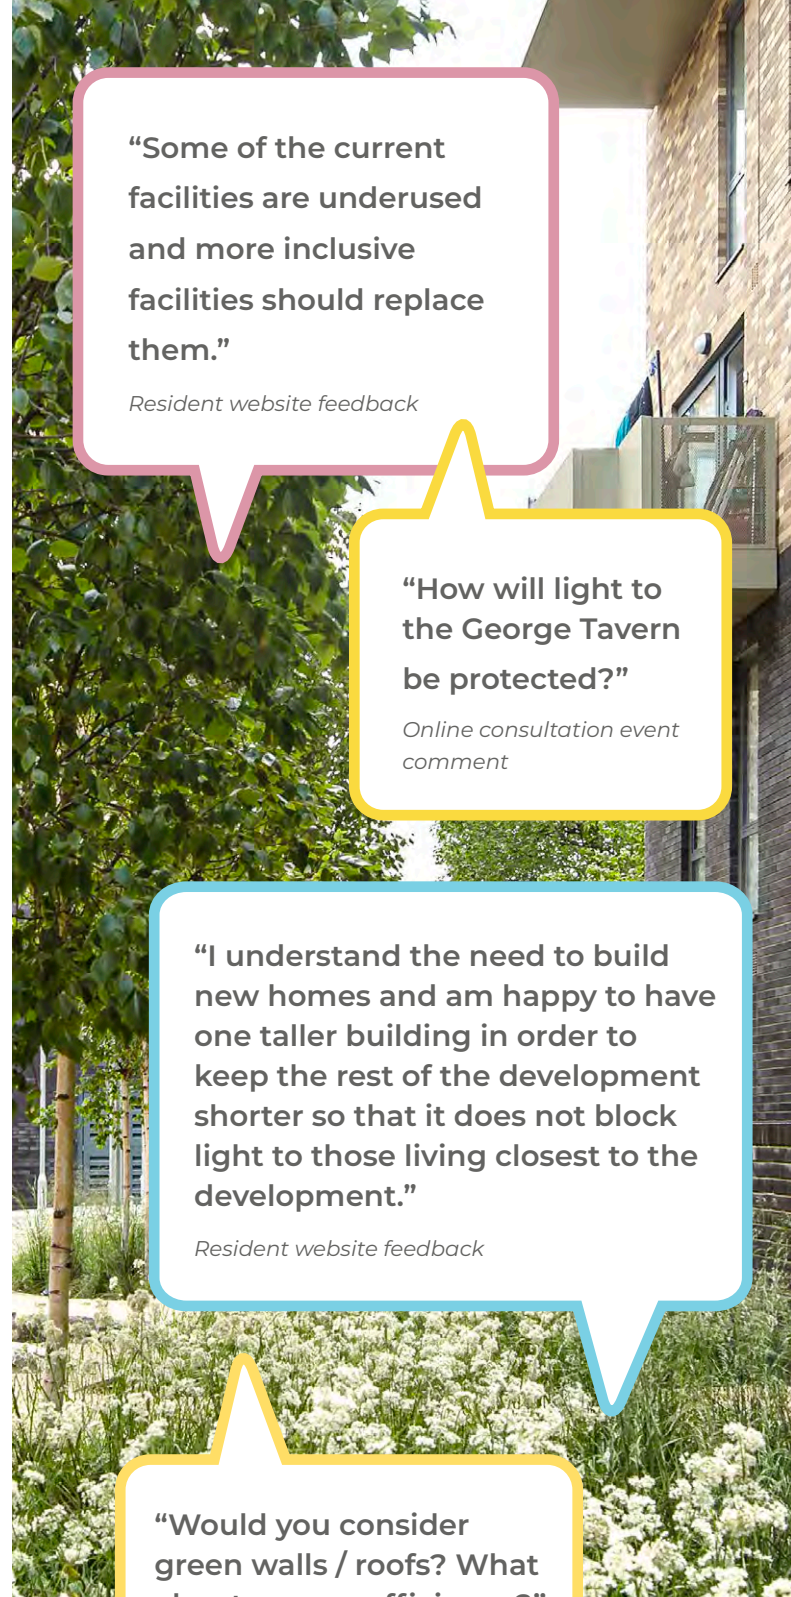 “Some of the current
facilities are underused
and more inclusive
facilities should replace
them.”
Resident website feedback
“How will light to
the George Tavern
be protected?”
Online consultation event
comment
“I understand the need to build
new homes and am happy to have
one taller building in order to
keep the rest of the development
shorter so that it does not block
light to those living closest to the
development.”
Resident website feedback
“Would you consider
green walls / roofs? What